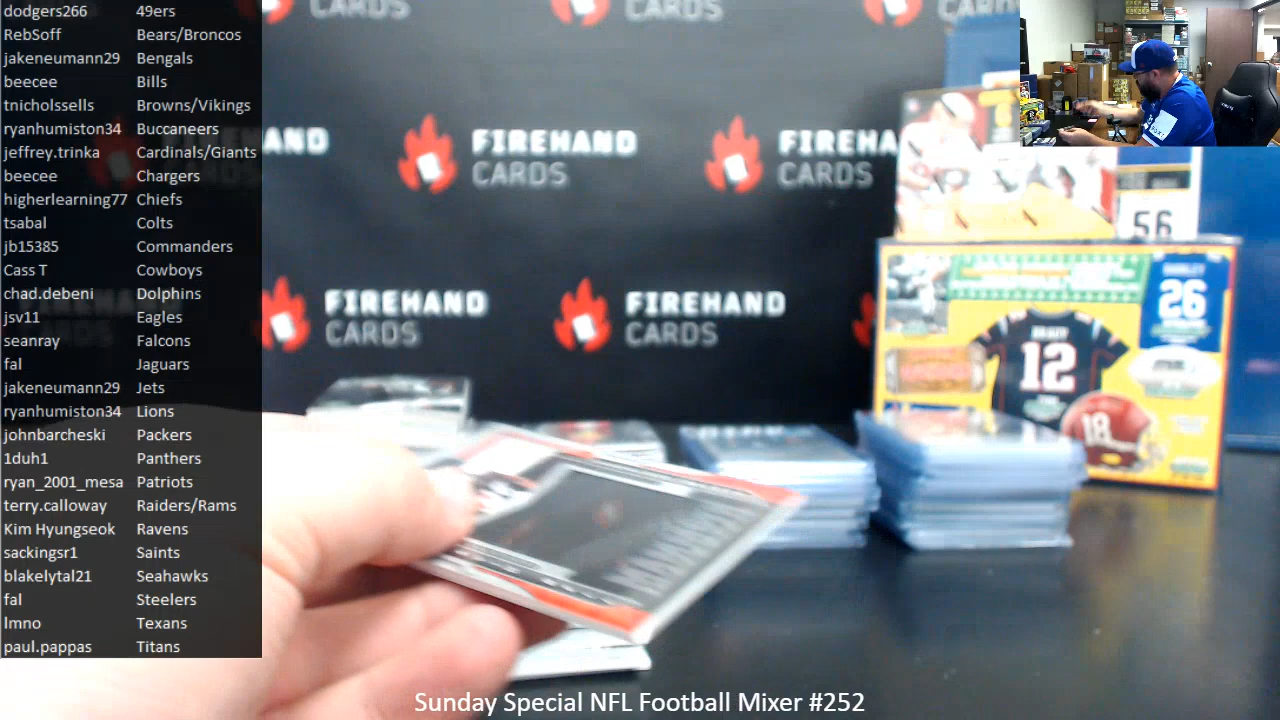 dodgers266 49ers
RebSoff Bears/Broncos
jakeneumann29 Bengals
beecee Bills
tnicholssells Browns/Vikings
ryanhumiston34 Buccaneers
jeffrey.trinka Cardinals/Giants
beecee Chargers
higherlearning77 Chiefs
tsabal Colts
jb15385 Commanders
Cass T Cowboys
chad.debeni Dolphins
jsv11 Eagles
seanray Falcons
fal Jaguars
jakeneumann29 Jets
ryanhumiston34 Lions
johnbarcheski Packers
1duh1 Panthers
ryan_2001_mesa Patriots
terry.calloway Raiders/Rams
Kim Hyungseok Ravens
sackingsr1 Saints
blakelytal21 Seahawks
fal Steelers
lmno Texans
paul.pappas Titans
CARDS
CARDS
FIREHAND
CARDS
FIREHA
CARDS
FIREHAND
CARDS
FIREHAND
CARDS
56
26
BRADY
12
18
Sunday Special NFL Football Mixer #252